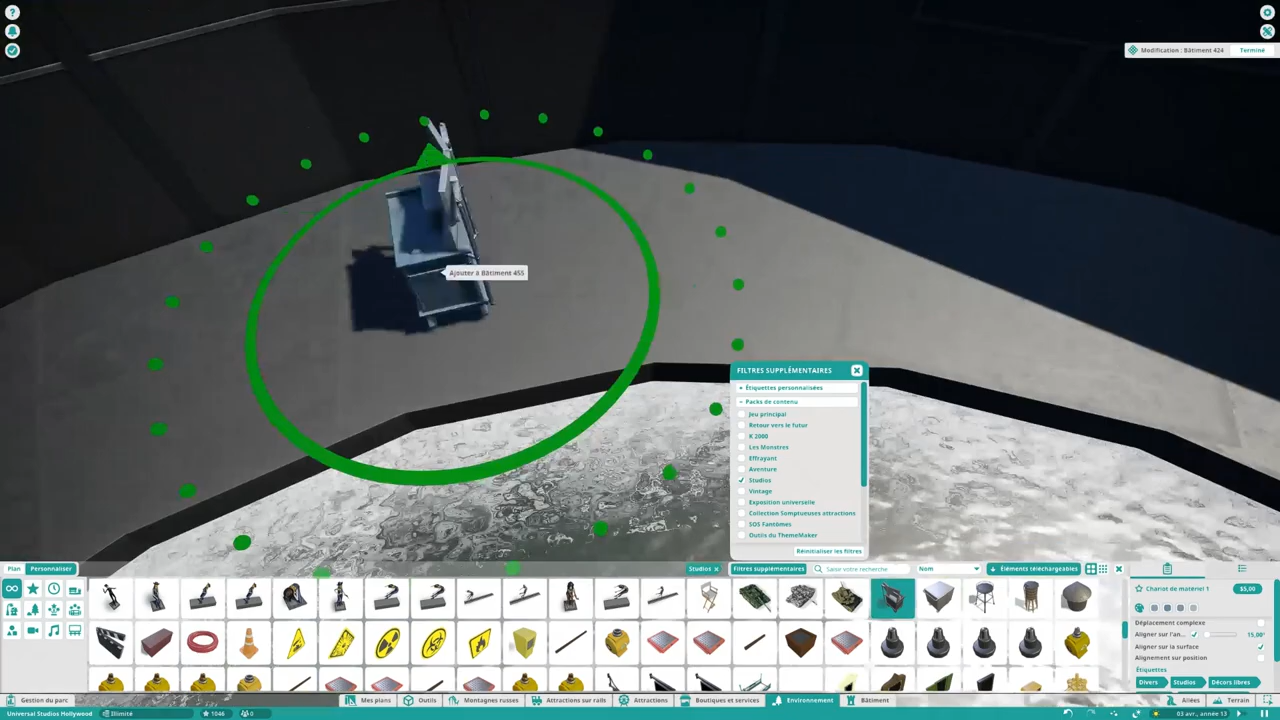 Modification : Bâtiment 424
Terminé
Ajouter à Bâtiment 455
FILTRES SUPPLÉMENTAIRES
+ Étiquettes personnalisées
− Packs de contenu
Jeu principal
Retour vers le futur
K 2000
Les Monstres
Effrayant
Aventure
Studios
Vintage
Exposition universelle
Collection Somptueuses attractions
SOS Fantômes
Outils du ThemeMaker
Réinitialiser les filtres
Plan
Personnaliser
Studios ×
Filtres supplémentaires
Saisir votre recherche
Nom
Éléments téléchargeables
Chariot de matériel 1
$5,00
Déplacement complexe
Aligner sur l'an...
15,00°
Aligner sur la surface
Alignement sur position
Étiquettes
Divers
Studios
Décors libres
Gestion du parc
Mes plans
Outils
Montagnes russes
Attractions sur rails
Attractions
Boutiques et services
Environnement
Bâtiment
Allées
Terrain
Universal Studios Hollywood
Illimité
1046
0
03 avr., année 13